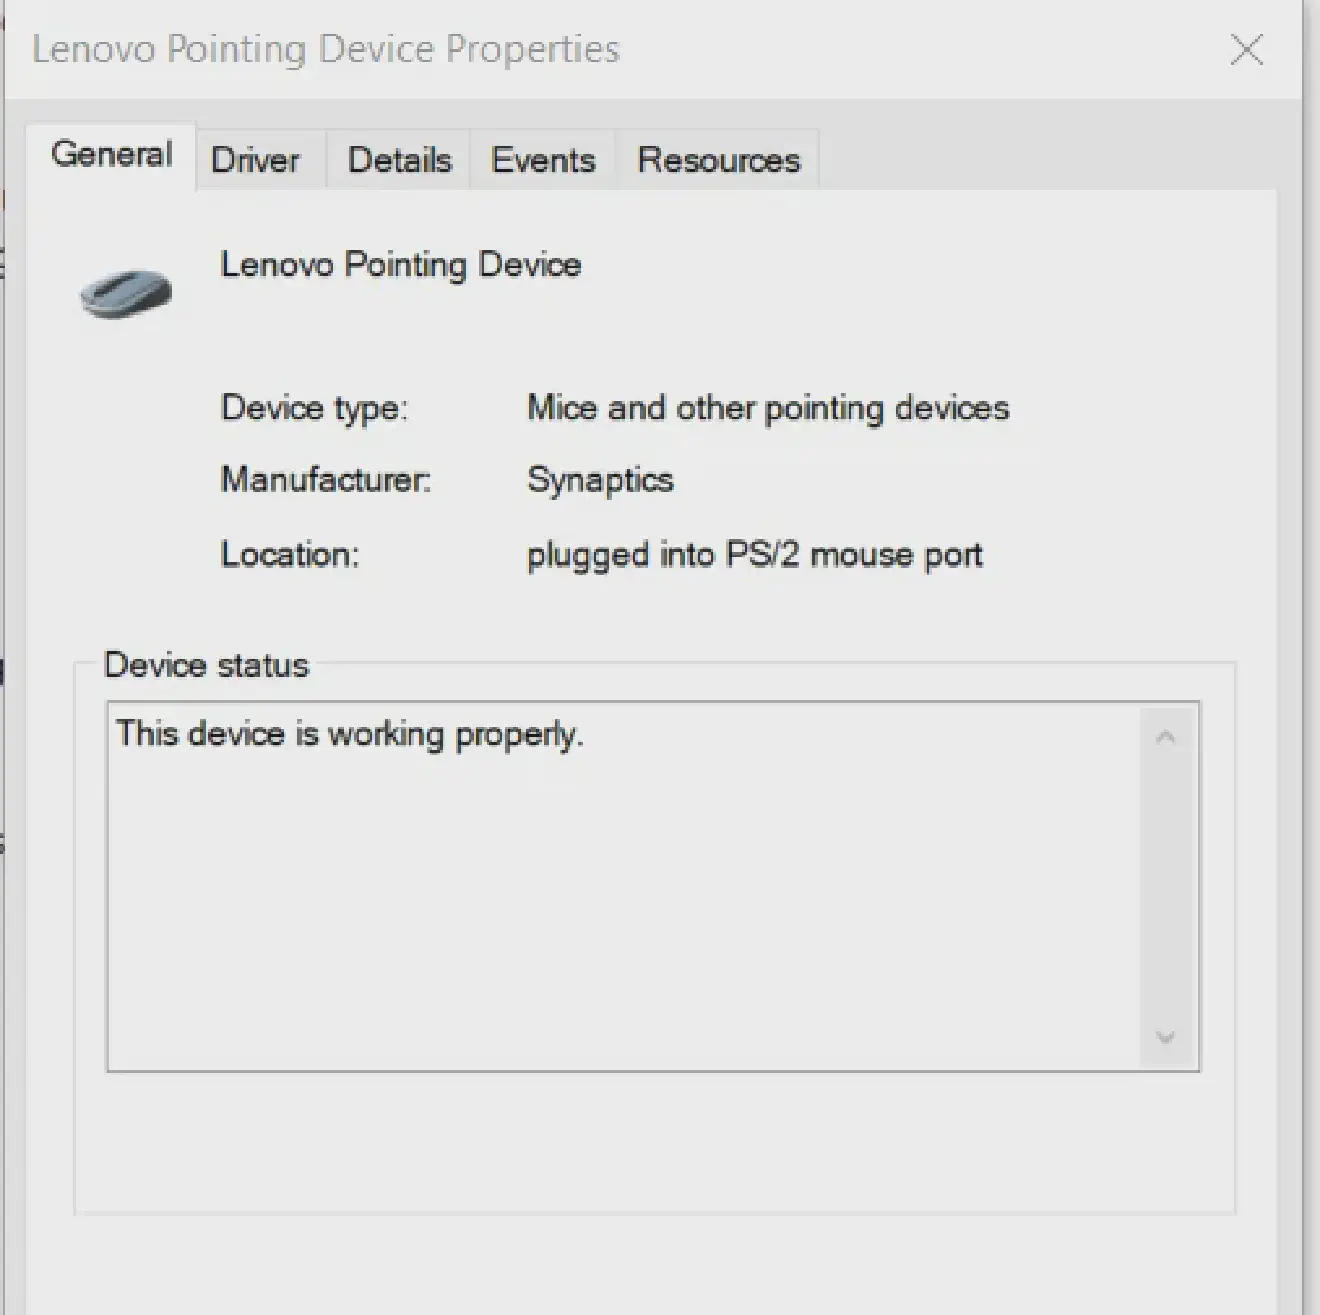 Lenovo Pointing Device Properties
General Driver Details Events Resources
Lenovo Pointing Device
Device type: Mice and other pointing devices
Manufacturer: Synaptics
Location: plugged into PS/2 mouse port
Device status
This device is working properly.